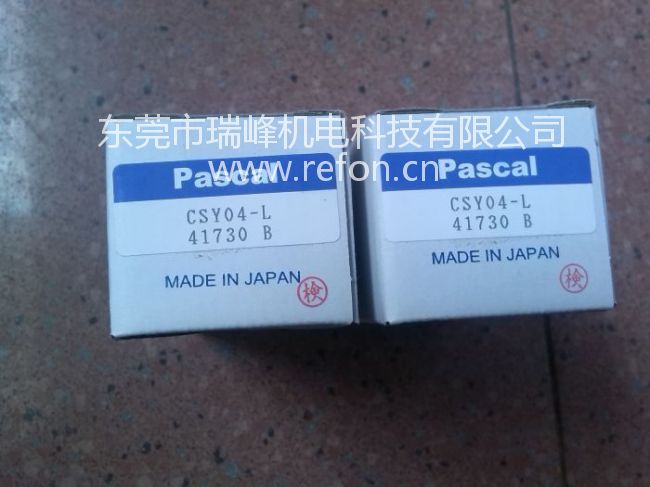 东莞市瑞峰机电科技有限公司
www.refon.cn
Pascal
CSY04-L
41730 B
MADE IN JAPAN
検
Pascal
CSY04-L
41730 B
MADE IN JAPAN
検